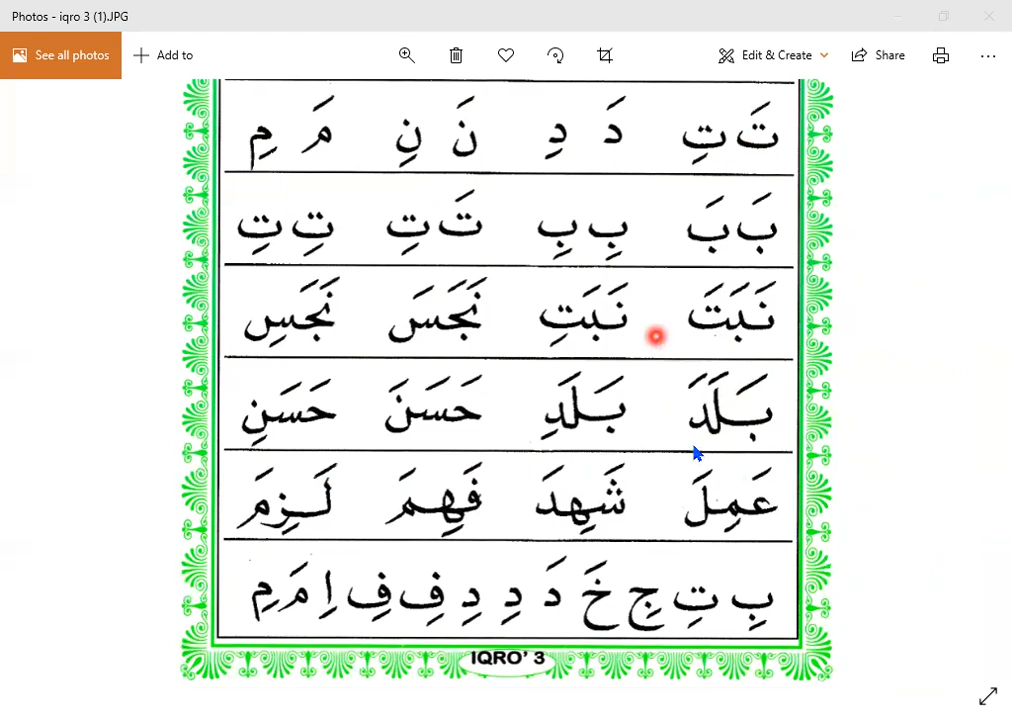 Photos - iqro 3 (1).JPG
See all photos
Add to
Edit & Create
Share
تَ تِ دَ دِ نَ نِ مَ مِ
بَ بَ بِ بِ تَ تِ تِ تِ
نَبَتَ نَبَتِ نَجَسَ نَجَسِ
بَلَدَ بَلَدِ حَسَنَ حَسَنِ
عَمِلَ شَهِدَ فَهِمَ لَزِمَ
بِ تِ جِ خَ دَ دِ دِ فِ فِ اِ مَ مِ
IQRO' 3